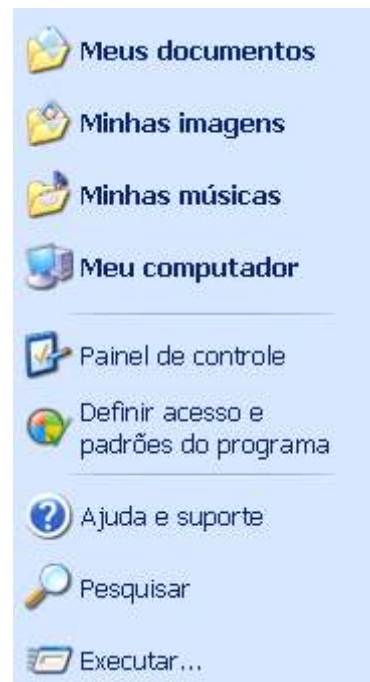 Meus documentos
Minhas imagens
Minhas músicas
Meu computador
Painel de controle
Definir acesso e
padrões do programa
Ajuda e suporte
Pesquisar
Executar...